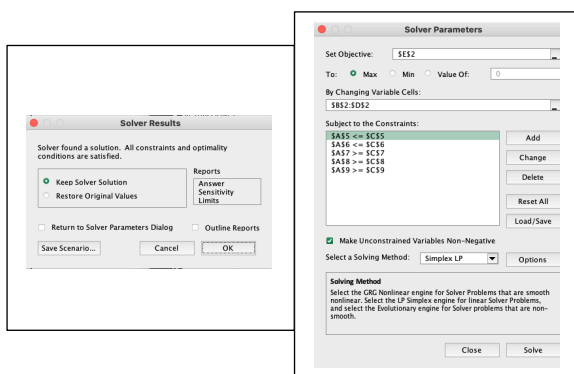 Solver Results
Solver found a solution. All constraints and optimality
conditions are satisfied.
Keep Solver Solution
Restore Original Values
Reports
Answer
Sensitivity
Limits
Return to Solver Parameters Dialog
Outline Reports
Save Scenario...
Cancel
OK
Solver Parameters
Set Objective:
$E$2
To:
Max
Min
Value Of:
0
By Changing Variable Cells:
$B$2:$D$2
Subject to the Constraints:
$A$5 <= $C$5
$A$6 <= $C$6
$A$7 >= $C$7
$A$8 >= $C$8
$A$9 >= $C$9
Add
Change
Delete
Reset All
Load/Save
Make Unconstrained Variables Non-Negative
Select a Solving Method:
Simplex LP
Options
Solving Method
Select the GRG Nonlinear engine for Solver Problems that are smooth
nonlinear. Select the LP Simplex engine for linear Solver Problems,
and select the Evolutionary engine for Solver problems that are non-
smooth.
Close
Solve